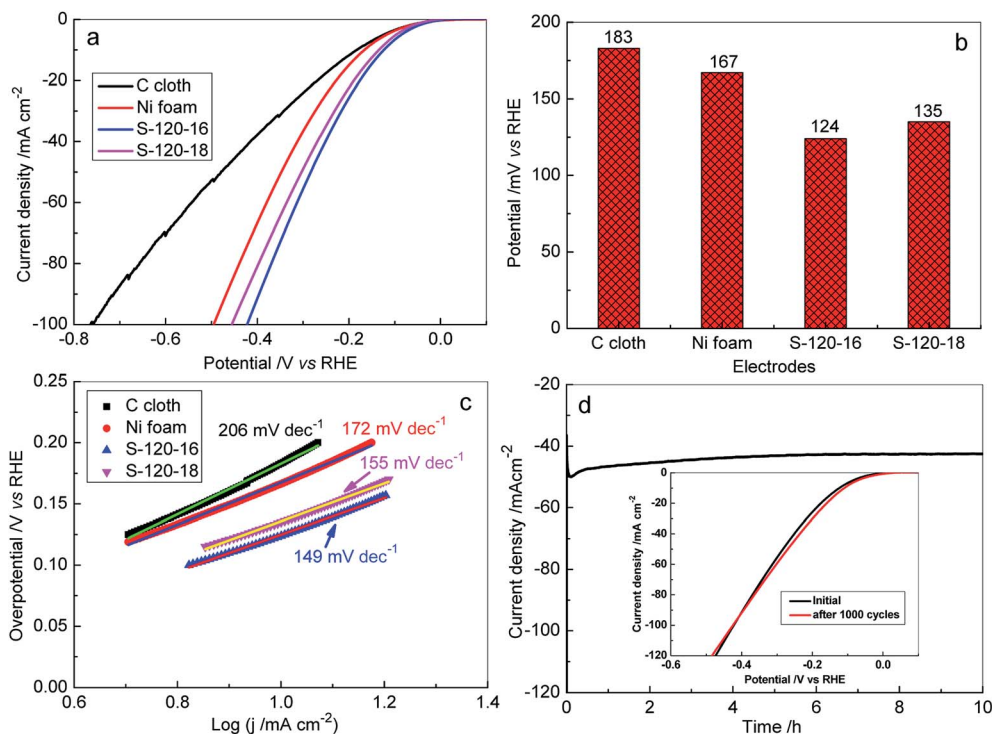 a
C cloth
Ni foam
S-120-16
S-120-18
0
-20
-40
-60
-80
-100
Current density /mA cm⁻²
-0.8 -0.6 -0.4 -0.2 0.0
Potential /V vs RHE
b
183
167
124
135
200
150
100
50
0
Potential /mV vs RHE
C cloth Ni foam S-120-16 S-120-18
Electrodes
c
C cloth
Ni foam
S-120-16
S-120-18
206 mV dec⁻¹
172 mV dec⁻¹
155 mV dec⁻¹
149 mV dec⁻¹
0.25
0.20
0.15
0.10
0.05
0.00
Overpotential /V vs RHE
0.6 0.8 1.0 1.2 1.4
Log (j /mA cm⁻²)
d
-20
-40
-60
-80
-100
-120
Current density /mAcm⁻²
0 2 4 6 8 10
Time /h
0
-20
-40
-60
-80
-100
-120
Current density /mA cm⁻²
Initial
after 1000 cycles
-0.6 -0.4 -0.2 0.0
Potential /V vs RHE